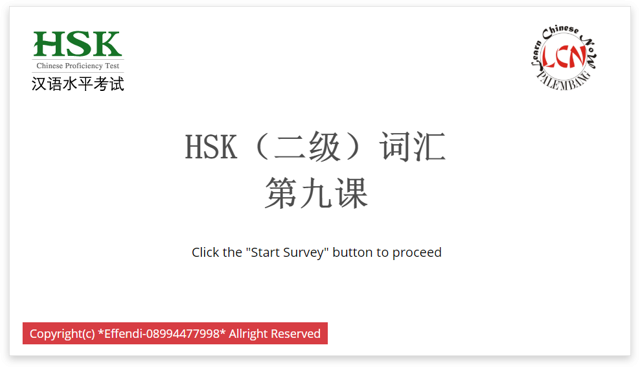 HSK
Chinese Proficiency Test
汉语水平考试
Learn Chinese Now
LCN
PALEMBANG
HSK（二级）词汇
第九课
Click the "Start Survey" button to proceed
Copyright(c) *Effendi-08994477998* Allright Reserved